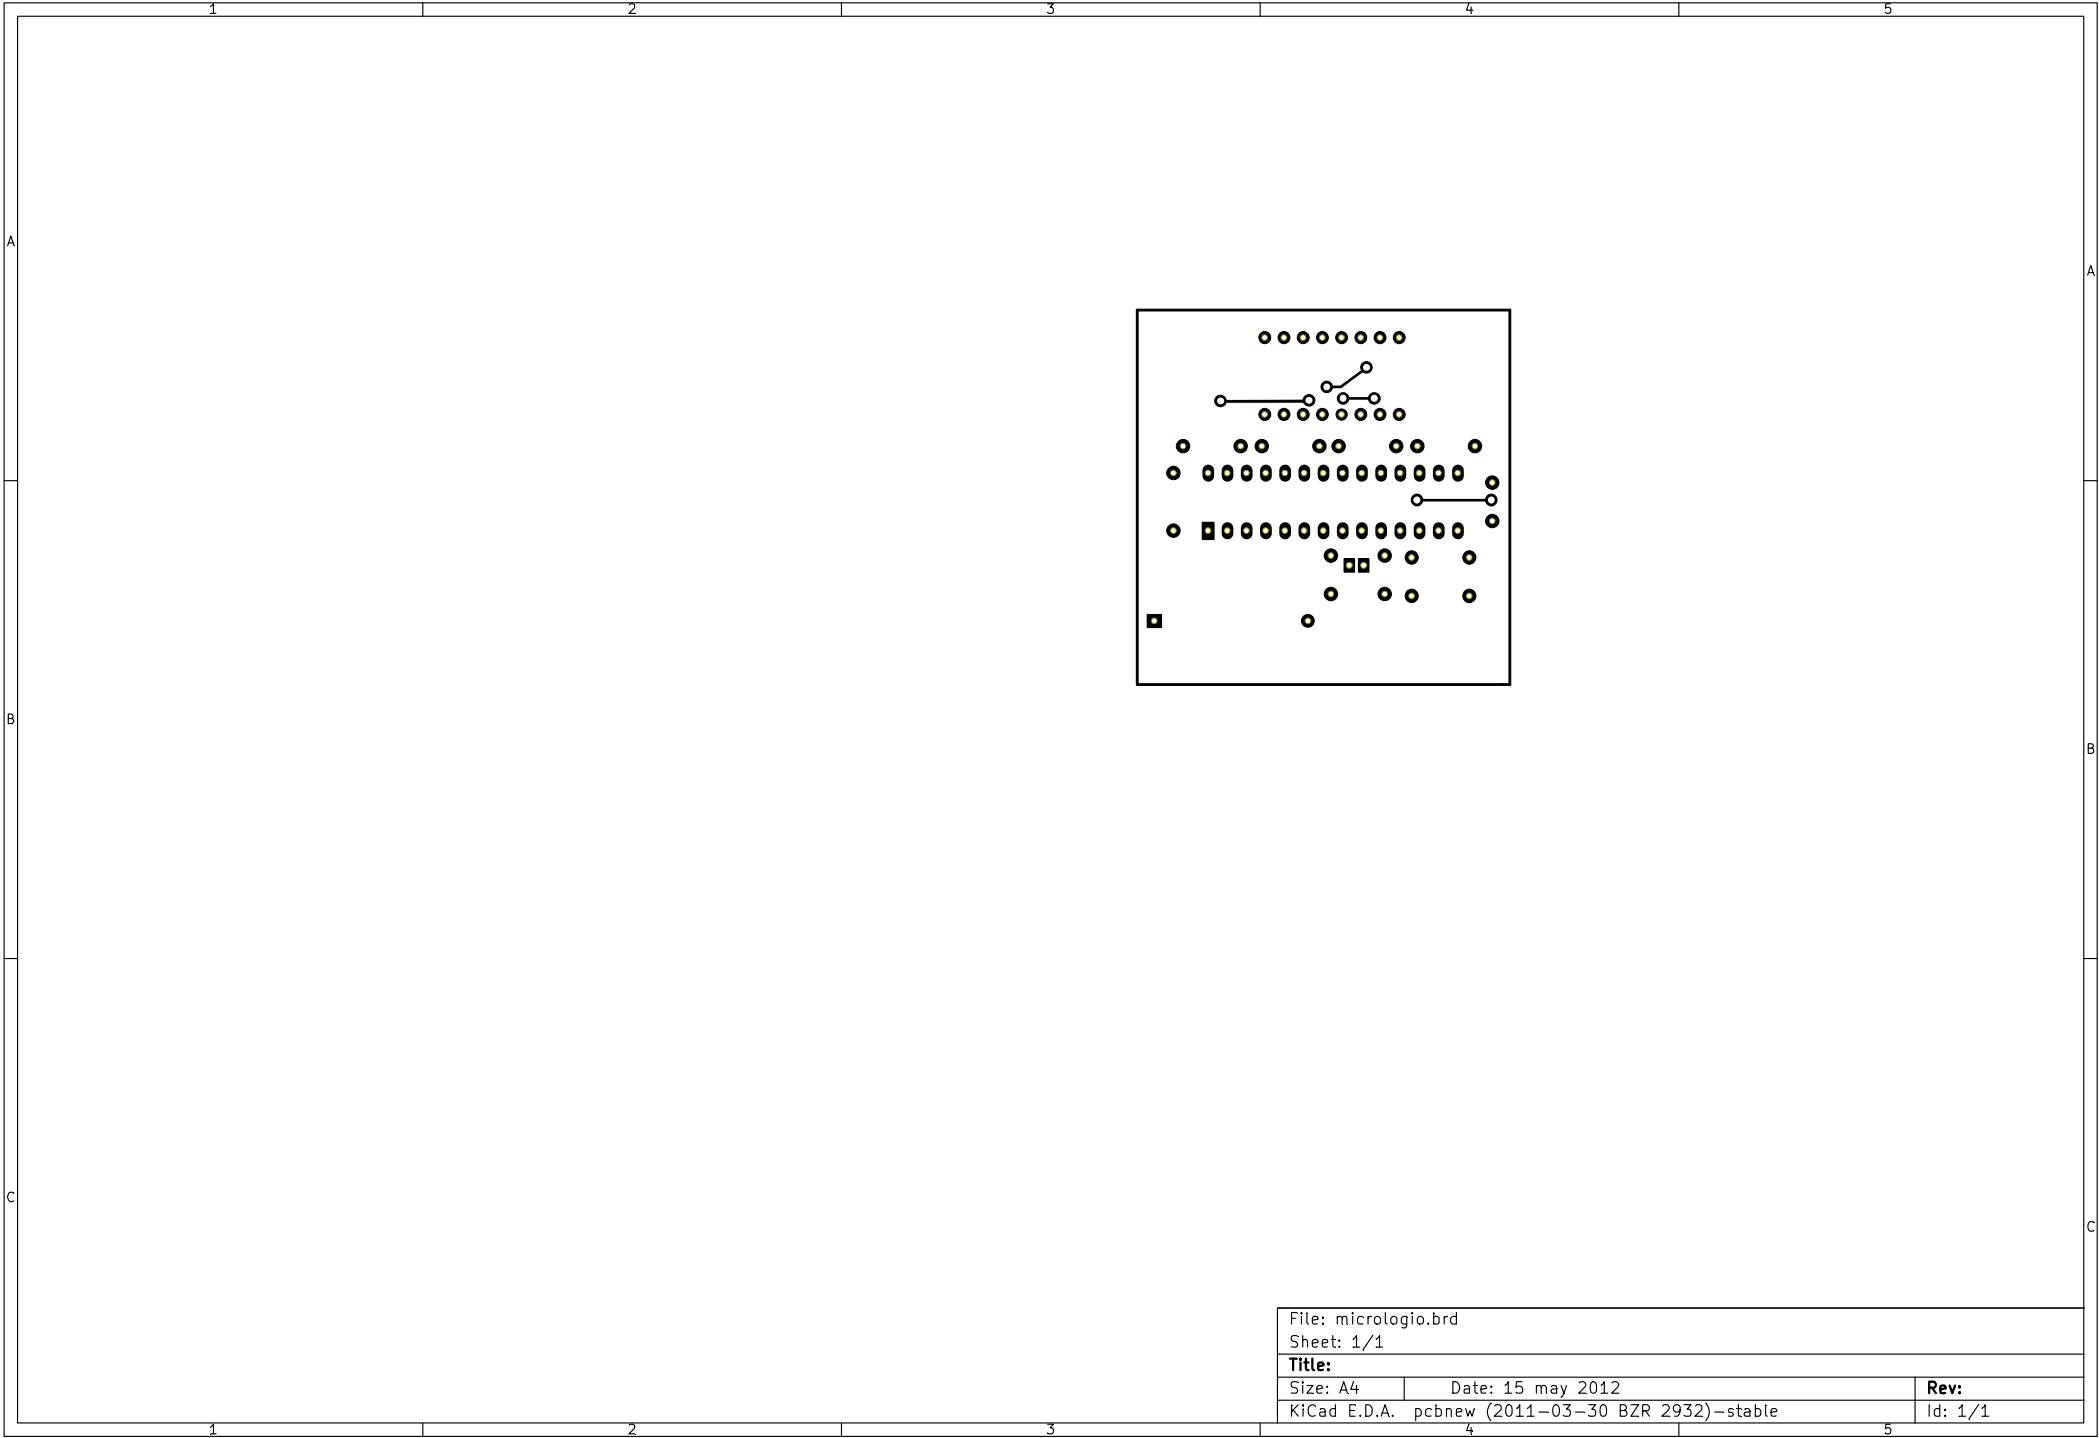 1 2 3 4 5
A A
B B
C C
File: micrologio.brd
Sheet: 1/1
Title:
Size: A4 Date: 15 may 2012 Rev:
KiCad E.D.A. pcbnew (2011-03-30 BZR 2932)-stable Id: 1/1
1 2 3 4 5